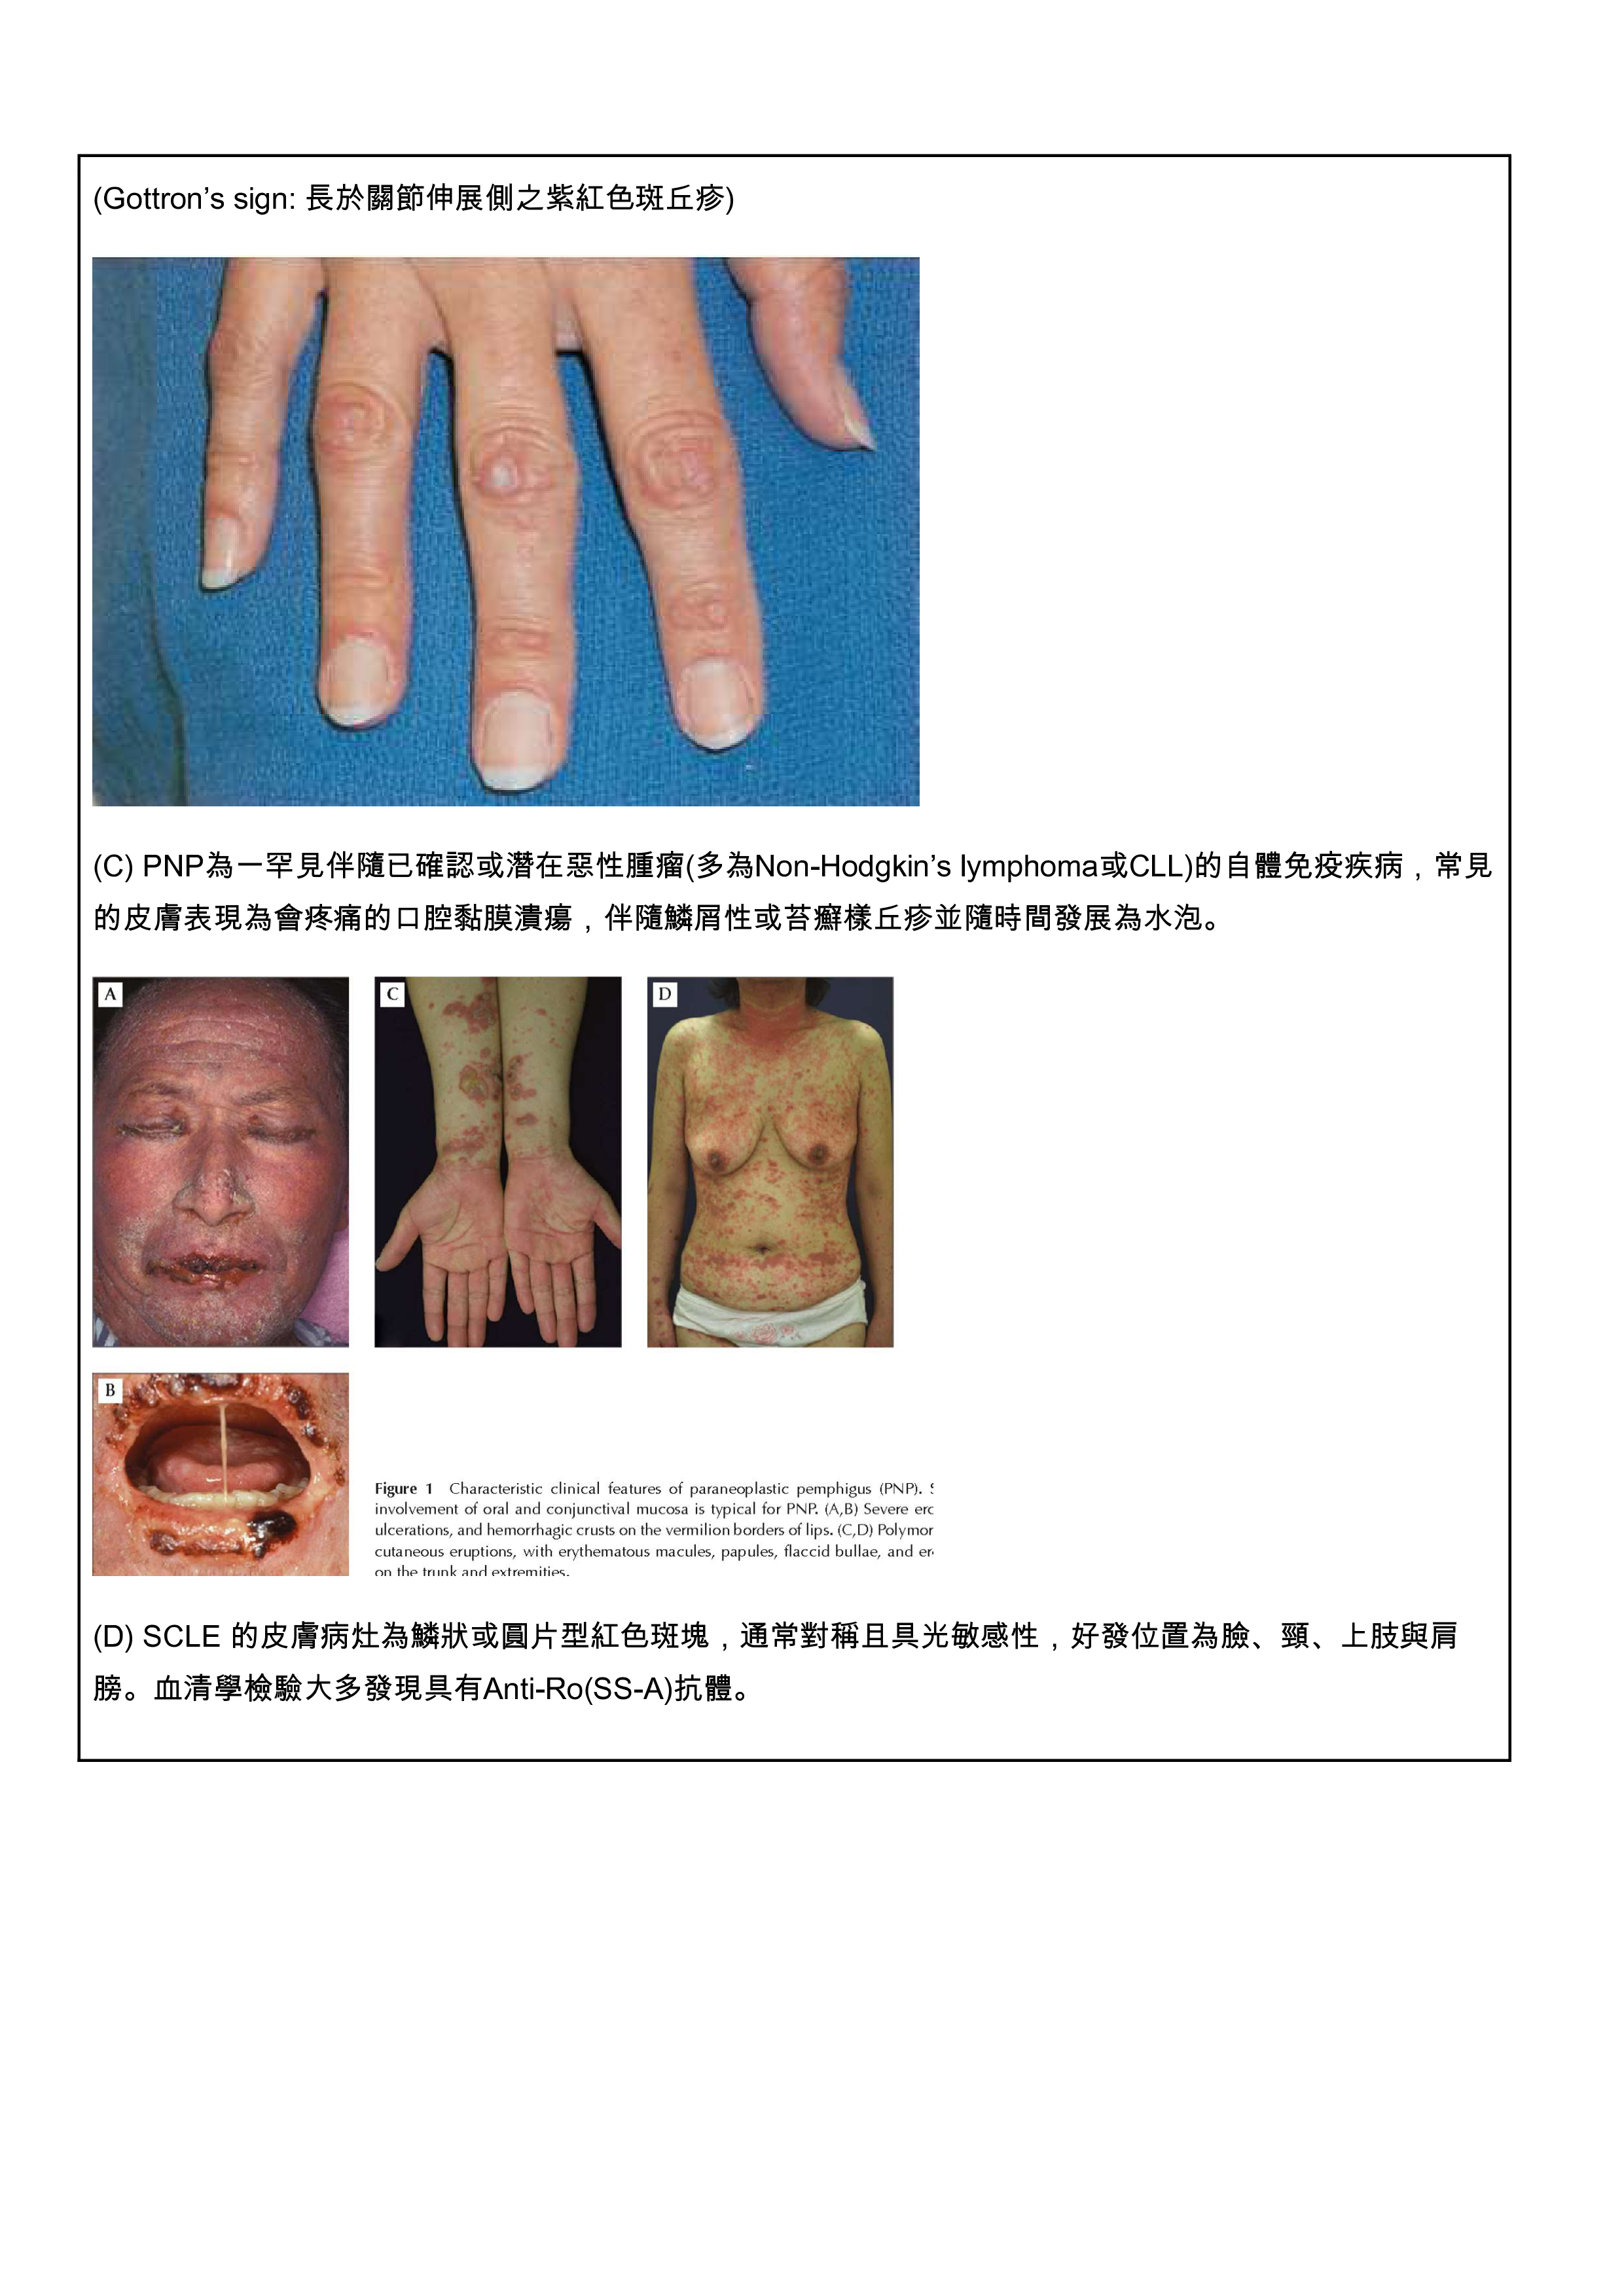 (Gottron’s sign: 長於關節伸展側之紫紅色斑丘疹)
(C) PNP為一罕見伴隨已確認或潛在惡性腫瘤(多為Non-Hodgkin’s lymphoma或CLL)的自體免疫疾病，常見
的皮膚表現為會疼痛的口腔黏膜潰瘍，伴隨鱗屑性或苔癬樣丘疹並隨時間發展為水泡。
A
C
D
B
Figure 1 Characteristic clinical features of paraneoplastic pemphigus (PNP).
involvement of oral and conjunctival mucosa is typical for PNP. (A,B) Severe
ulcerations, and hemorrhagic crusts on the vermilion borders of lips. (C,D)
cutaneous eruptions, with erythematous macules, papules, flaccid bullae, and
on the trunk and extremities.
(D) SCLE 的皮膚病灶為鱗狀或圓片型紅色斑塊，通常對稱且具光敏感性，好發位置為臉、頸、上肢與肩
膀。血清學檢驗大多發現具有Anti-Ro(SS-A)抗體。